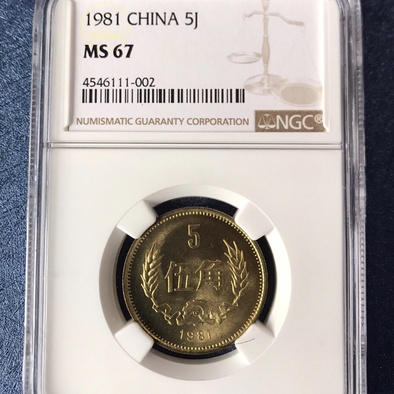 1981 CHINA 5J
MS 67
4546111-002
NUMISMATIC GUARANTY CORPORATION NGC®
5
伍角
1981